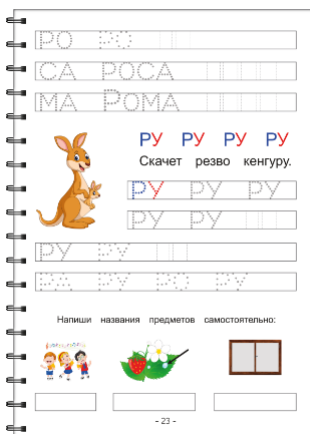 РО РО
СА РОСА
МА РОМА
РУ РУ РУ РУ
Скачет резво кенгуру.
РУ РУ РУ
РУ РУ
РУ РУ
РА РУ РО РУ
Напиши названия предметов самостоятельно:
- 23 -